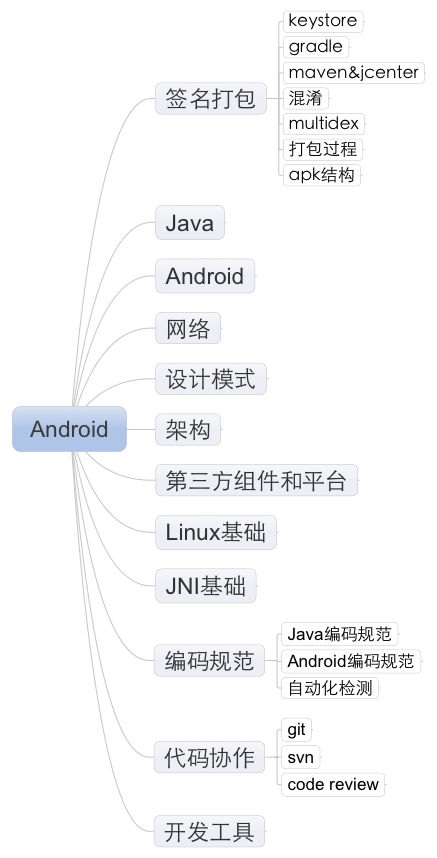 Android
签名打包
keystore
gradle
maven&jcenter
混淆
multidex
打包过程
apk结构
Java
Android
网络
设计模式
架构
第三方组件和平台
Linux基础
JNI基础
编码规范
Java编码规范
Android编码规范
自动化检测
代码协作
git
svn
code review
开发工具